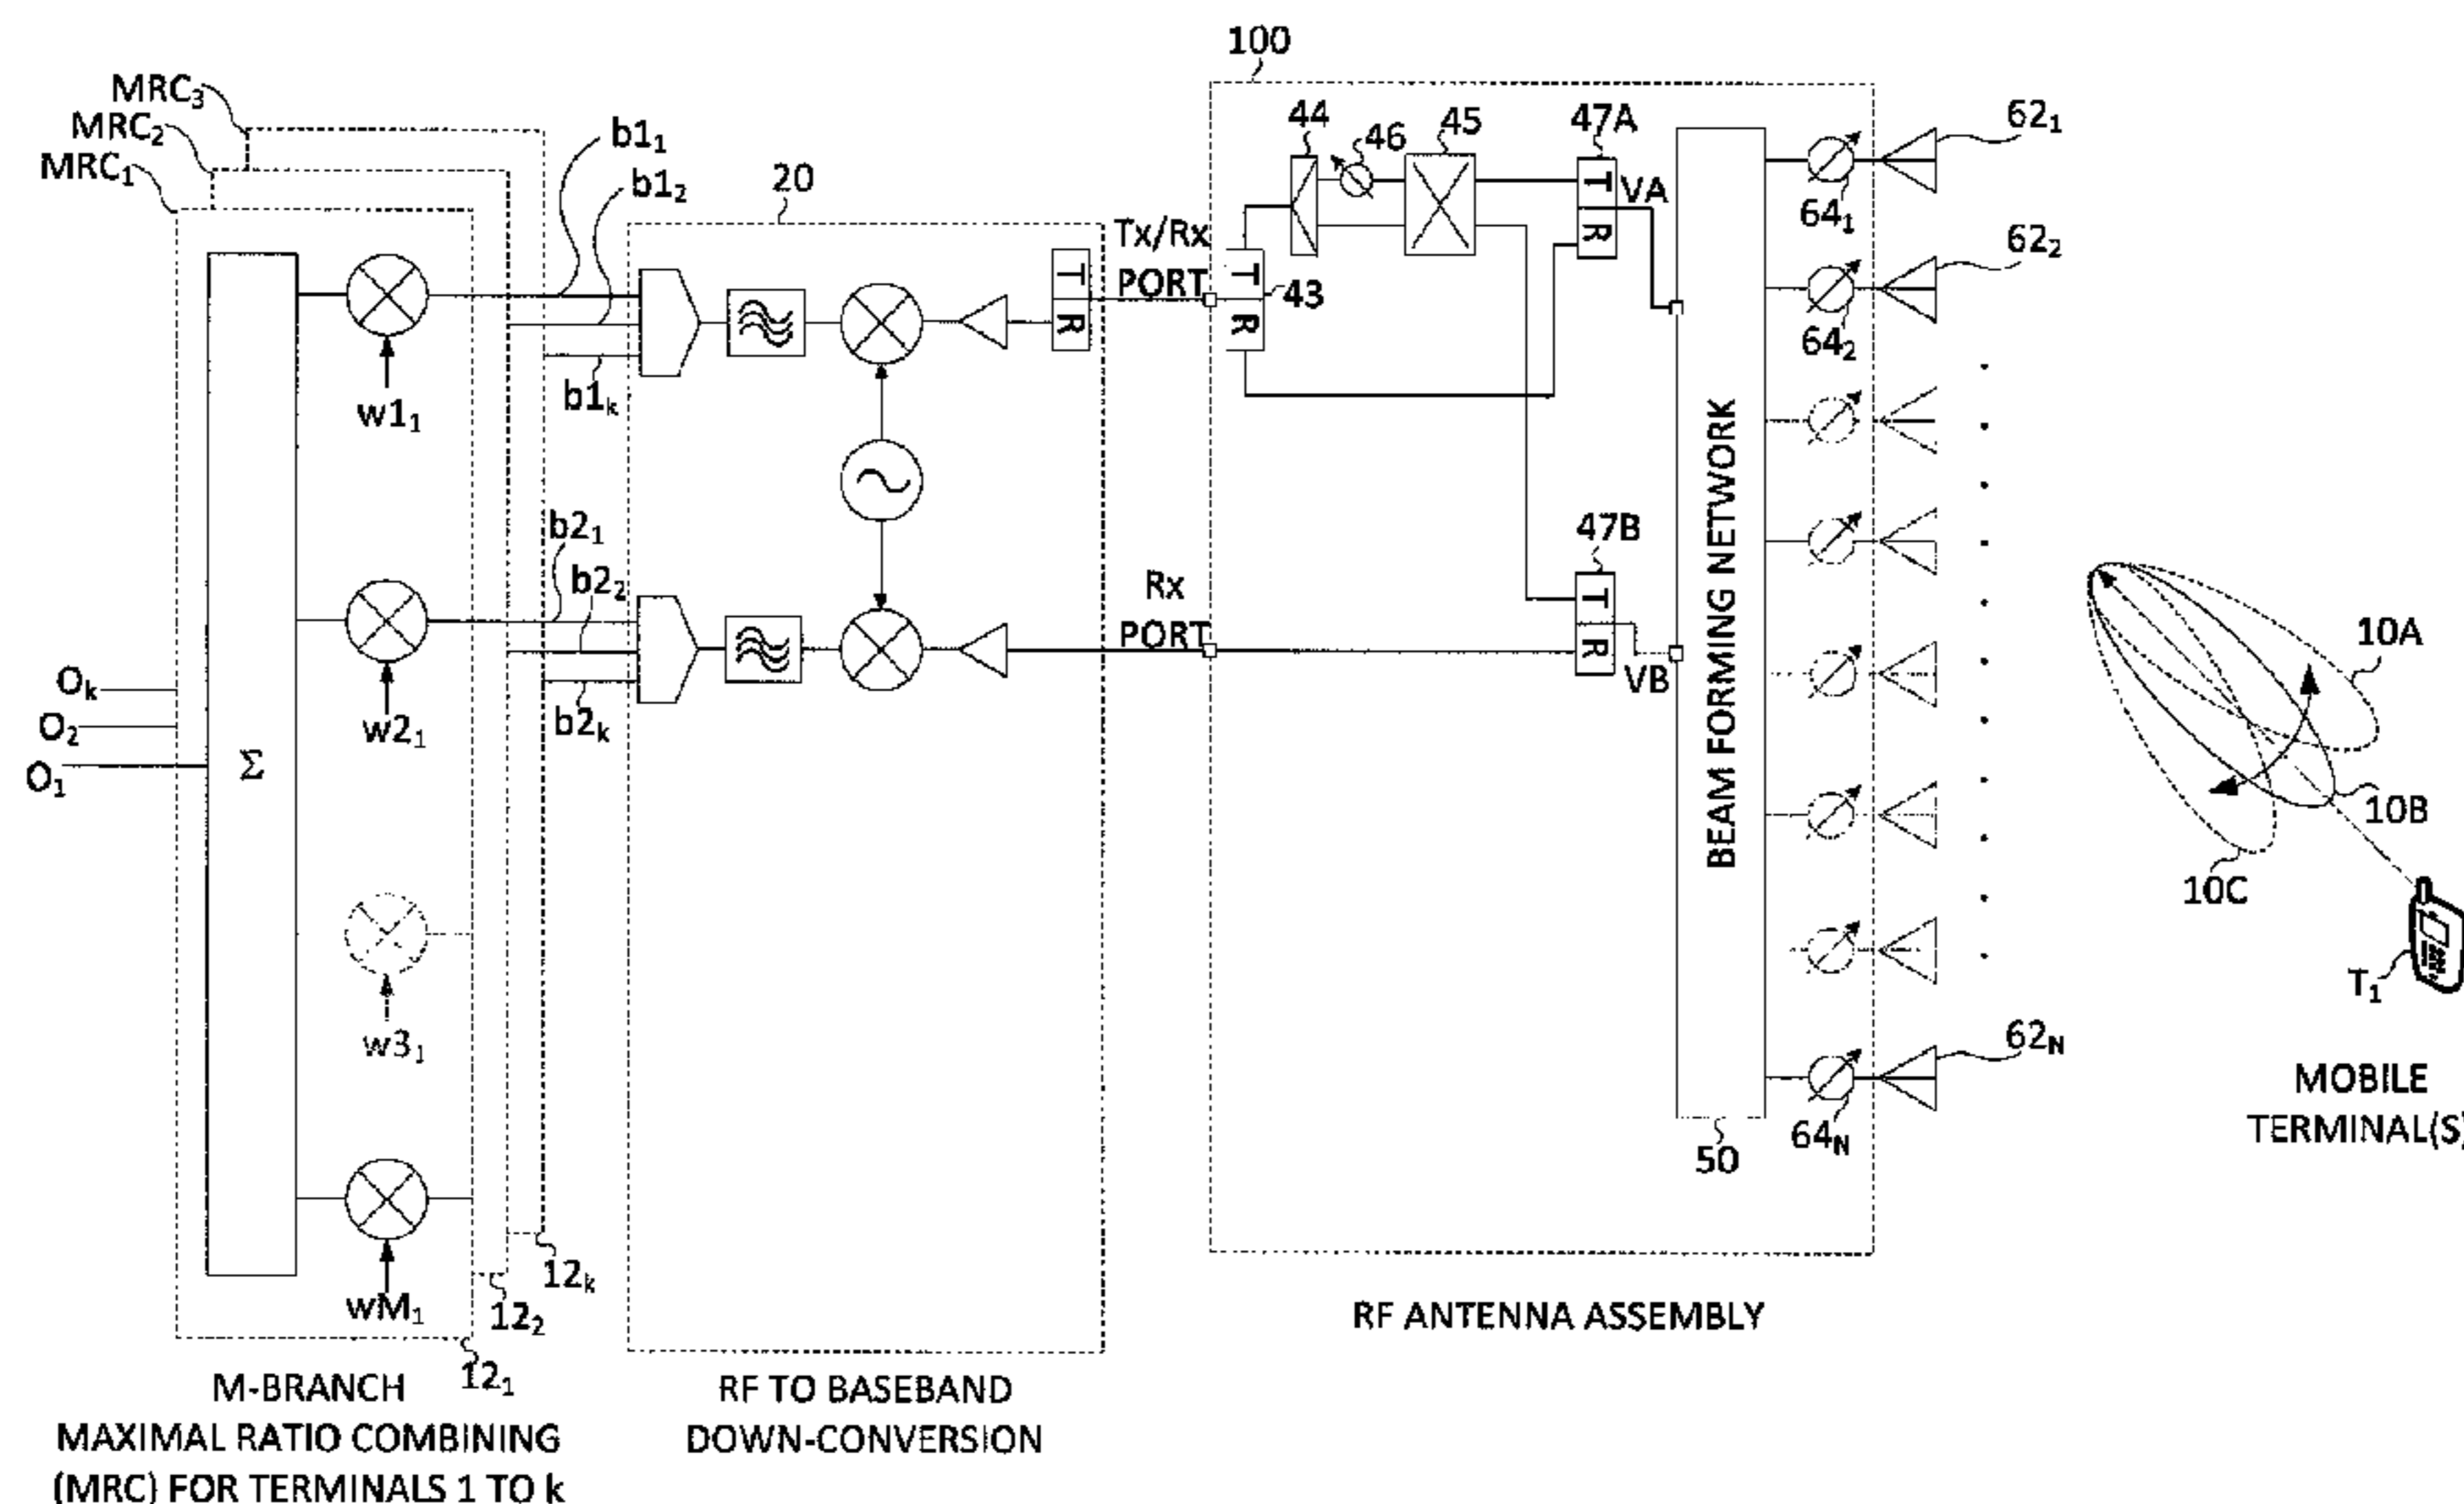 100
MRC₃
MRC₂
MRC₁
b1₁
b1₂
b1ₖ
20
44
46
45
47A
T
R
VA
62₁
64₁
62₂
64₂
Tx/Rx
PORT
T
R
T
R
43
w1₁
b2₁
b2₂
b2ₖ
w2₁
Rx
PORT
47B
T
R
VB
BEAM FORMING NETWORK
Oₖ
O₂
O₁
Σ
10A
10B
10C
T₁
w3₁
wM₁
62ɴ
64ɴ
50
MOBILE
TERMINAL(S)
12ₖ
12₂
12₁
RF ANTENNA ASSEMBLY
M-BRANCH
MAXIMAL RATIO COMBINING
(MRC) FOR TERMINALS 1 TO k
RF TO BASEBAND
DOWN-CONVERSION